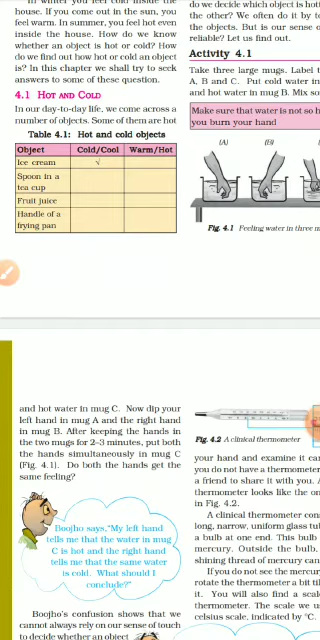 In winter you feel cold inside the
house. If you come out in the sun, you
feel warm. In summer, you feel hot even
inside the house. How do we know
whether an object is hot or cold? How
do we find out how hot or cold an object
is? In this chapter we shall try to seek
answers to some of these question.
4.1 HOT AND COLD
In our day-to-day life, we come across a
number of objects. Some of them are hot
Table 4.1: Hot and cold objects
Object Cold/Cool Warm/Hot
Ice cream √
Spoon in a
tea cup
Fruit juice
Handle of a
frying pan
do we decide which object is hot
the other? We often do it by to
the objects. But is our sense o
reliable? Let us find out.
Activity 4.1
Take three large mugs. Label t
A, B and C. Put cold water in
and hot water in mug B. Mix so
Make sure that water is not so h
you burn your hand
(A) (B)
Fig. 4.1 Feeling water in three m
and hot water in mug C. Now dip your
left hand in mug A and the right hand
in mug B. After keeping the hands in
the two mugs for 2–3 minutes, put both
the hands simultaneously in mug C
(Fig. 4.1). Do both the hands get the
same feeling?
Boojho says,"My left hand
tells me that the water in mug
C is hot and the right hand
tells me that the same water
is cold. What should I
conclude?"
Boojho's confusion shows that we
cannot always rely on our sense of touch
to decide whether an object
Fig. 4.2 A clinical thermometer
your hand and examine it car
you do not have a thermometer
a friend to share it with you.
thermometer looks like the on
in Fig. 4.2.
A clinical thermometer con
long, narrow, uniform glass tu
a bulb at one end. This bulb
mercury. Outside the bulb,
shining thread of mercury can
If you do not see the mercury
rotate the thermometer a bit til
it. You will also find a scal
thermometer. The scale we u
celsius scale, indicated by °C.